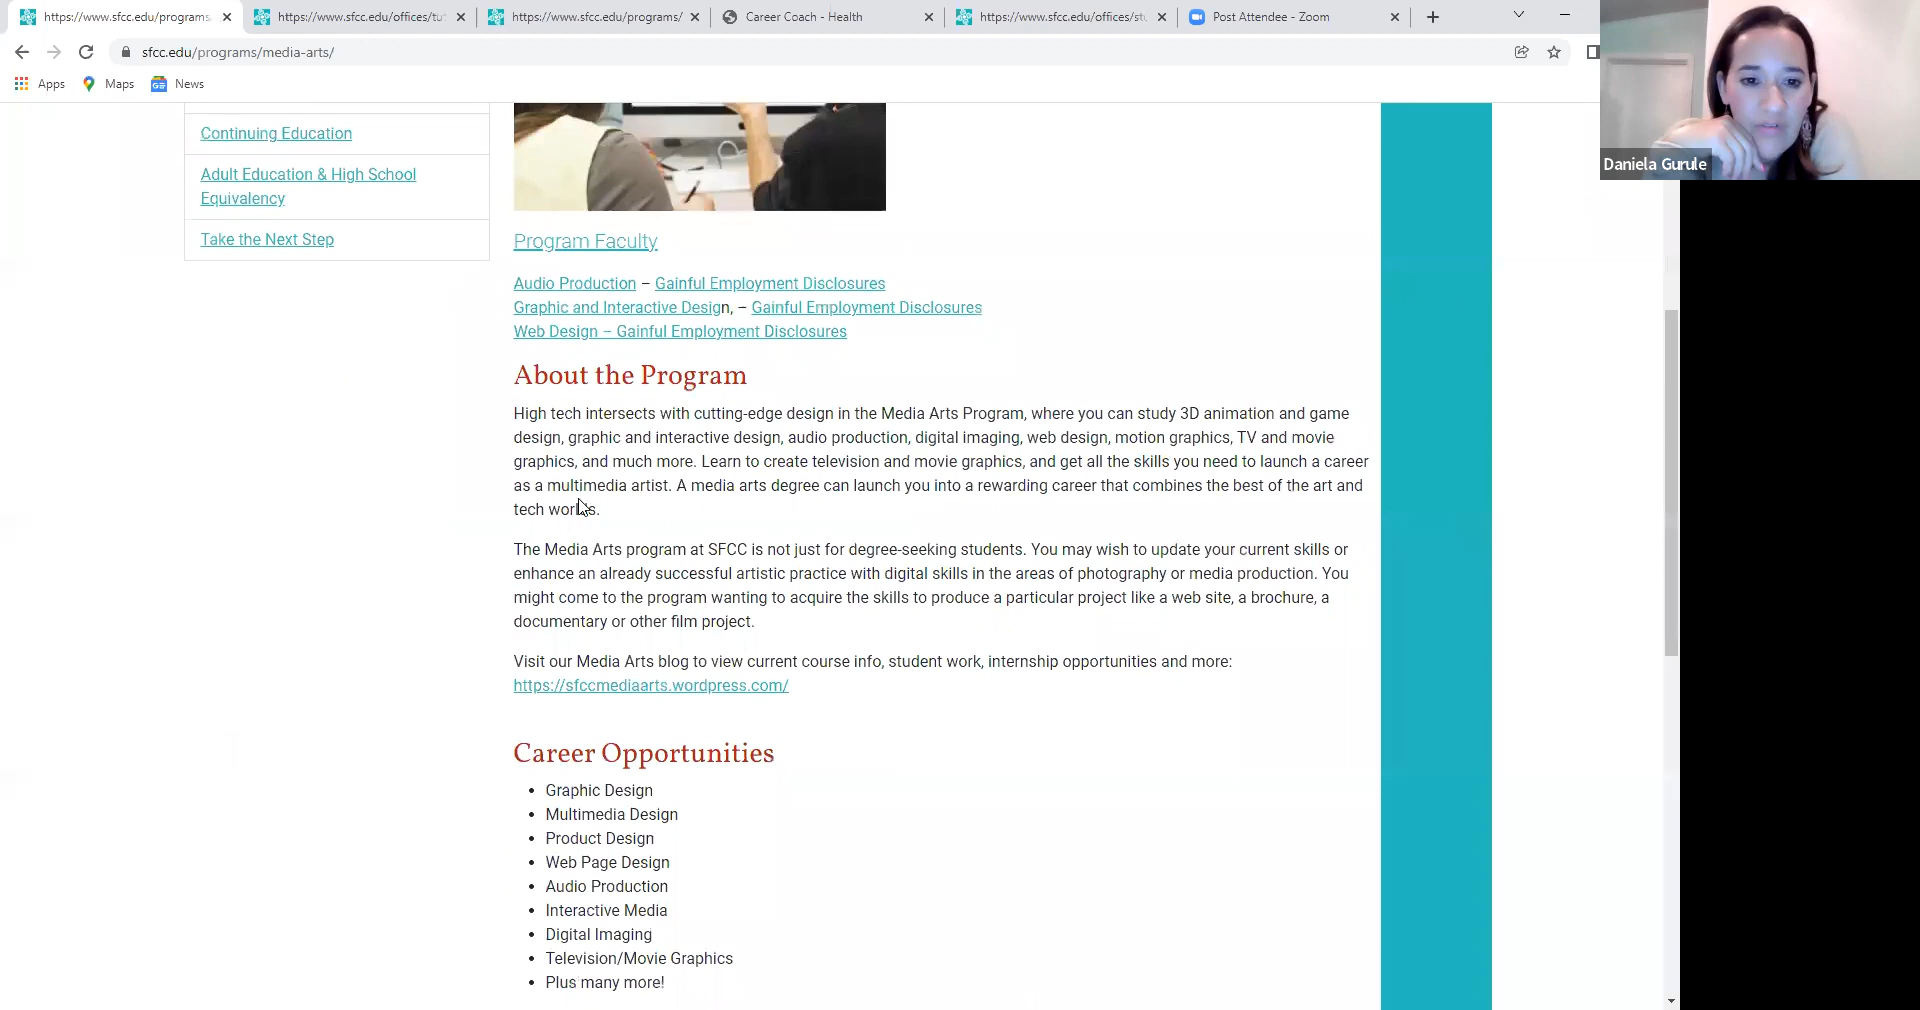 https://www.sfcc.edu/programs
https://www.sfcc.edu/offices/tut
https://www.sfcc.edu/programs/
Career Coach - Health
https://www.sfcc.edu/offices/stu
Post Attendee - Zoom
sfcc.edu/programs/media-arts/
Apps
Maps
News
Daniela Gurule
Continuing Education
Adult Education & High School
Equivalency
Take the Next Step
Program Faculty
Audio Production – Gainful Employment Disclosures
Graphic and Interactive Design, – Gainful Employment Disclosures
Web Design – Gainful Employment Disclosures
About the Program
High tech intersects with cutting-edge design in the Media Arts Program, where you can study 3D animation and game
design, graphic and interactive design, audio production, digital imaging, web design, motion graphics, TV and movie
graphics, and much more. Learn to create television and movie graphics, and get all the skills you need to launch a career
as a multimedia artist. A media arts degree can launch you into a rewarding career that combines the best of the art and
tech worlds.
The Media Arts program at SFCC is not just for degree-seeking students. You may wish to update your current skills or
enhance an already successful artistic practice with digital skills in the areas of photography or media production. You
might come to the program wanting to acquire the skills to produce a particular project like a web site, a brochure, a
documentary or other film project.
Visit our Media Arts blog to view current course info, student work, internship opportunities and more:
https://sfccmediaarts.wordpress.com/
Career Opportunities
• Graphic Design
• Multimedia Design
• Product Design
• Web Page Design
• Audio Production
• Interactive Media
• Digital Imaging
• Television/Movie Graphics
• Plus many more!